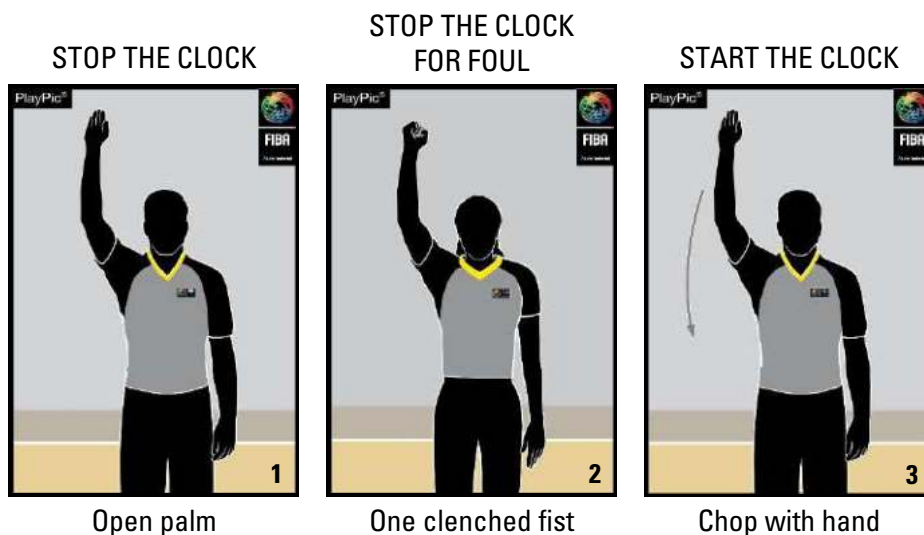 STOP THE CLOCK
STOP THE CLOCK
FOR FOUL
START THE CLOCK
PlayPic®
FIBA
PlayPic®
FIBA
PlayPic®
FIBA
1
2
3
Open palm
One clenched fist
Chop with hand